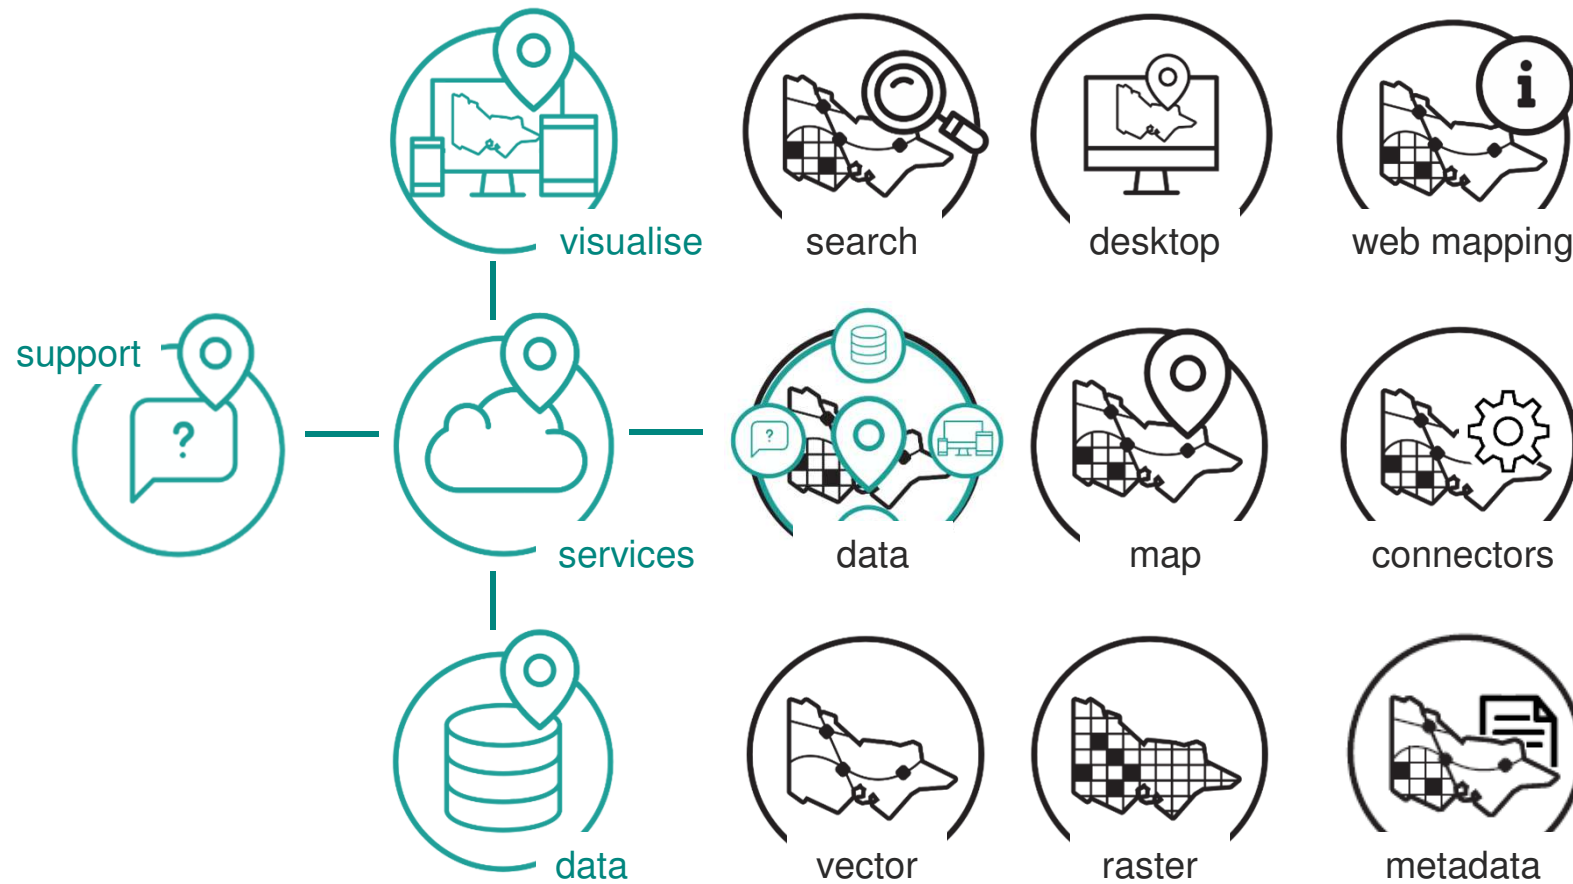 visualise
search
desktop
i
web mapping
support
?
services
?
data
map
connectors
data
vector
raster
metadata